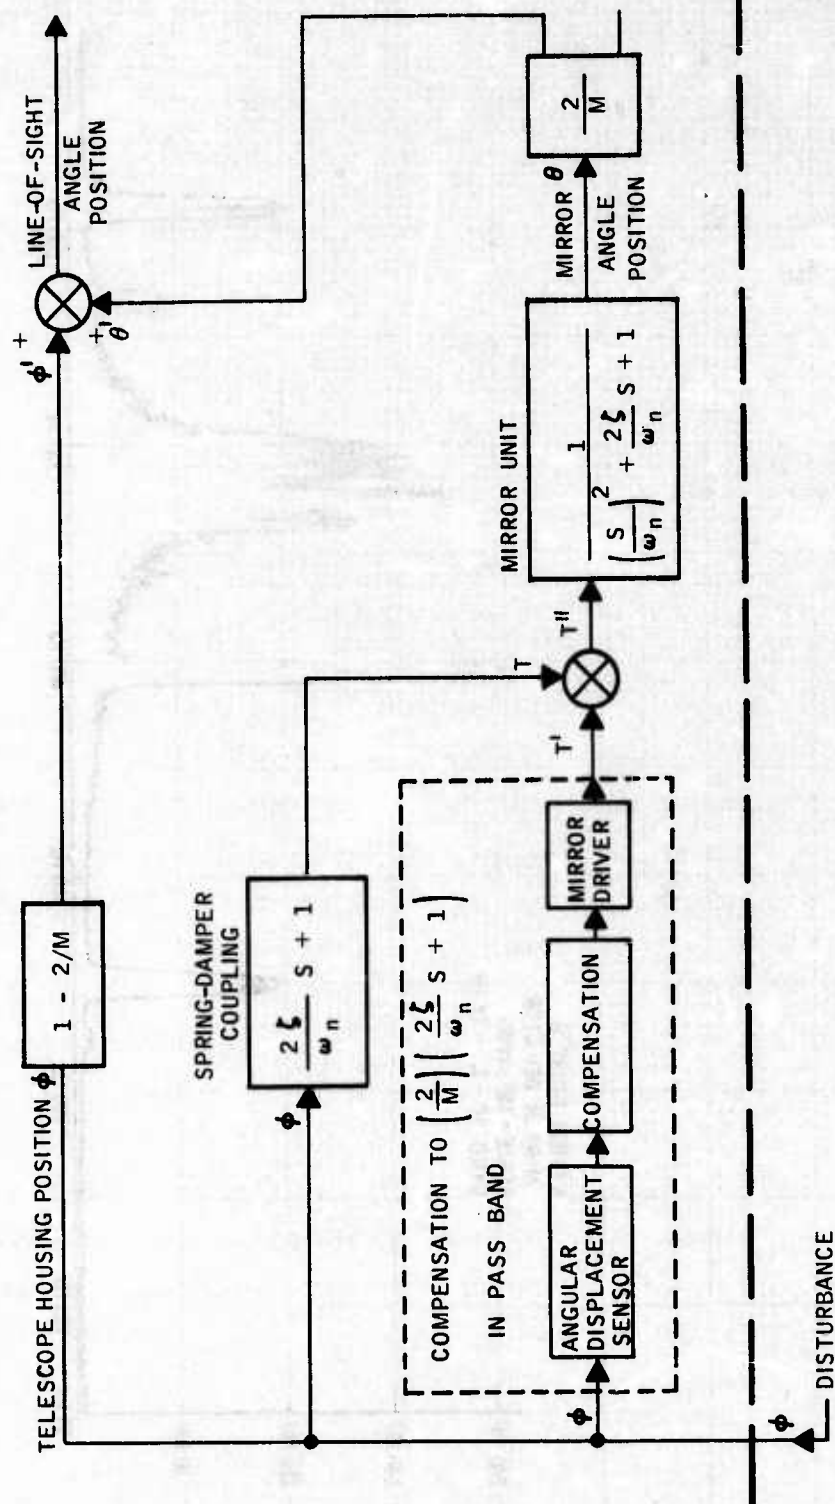 TELESCOPE HOUSING POSITION ϕ
1 - 2/M
ϕ' +
LINE-OF-SIGHT
ANGLE
POSITION
+
θ'
SPRING-DAMPER
COUPLING
ϕ
2ζ/ωn S + 1
COMPENSATION TO (2/M)(2ζ/ωn S + 1)
IN PASS BAND
ϕ
ANGULAR
DISPLACEMENT
SENSOR
COMPENSATION
MIRROR
DRIVER
T'
T
T"
MIRROR UNIT
1
(S/ωn)² + 2ζ/ωn S + 1
MIRROR θ
ANGLE
POSITION
2/M
ϕ
DISTURBANCE